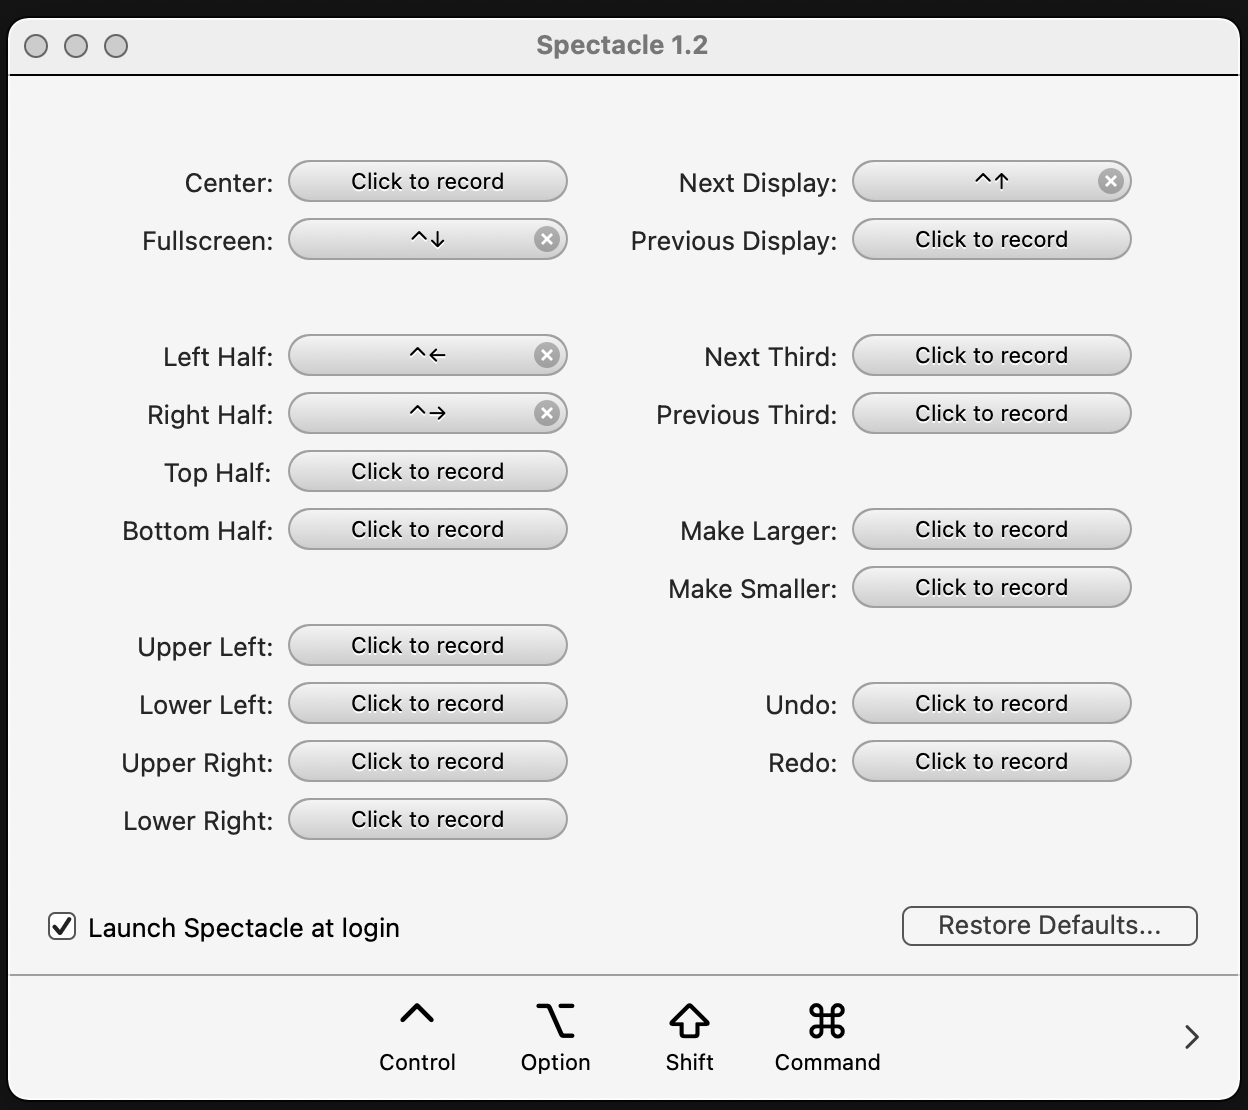 Spectacle 1.2
Center: Click to record
Fullscreen: ^↓
Left Half: ^←
Right Half: ^→
Top Half: Click to record
Bottom Half: Click to record
Upper Left: Click to record
Lower Left: Click to record
Upper Right: Click to record
Lower Right: Click to record
Next Display: ^↑
Previous Display: Click to record
Next Third: Click to record
Previous Third: Click to record
Make Larger: Click to record
Make Smaller: Click to record
Undo: Click to record
Redo: Click to record
Launch Spectacle at login
Restore Defaults...
Control Option Shift Command